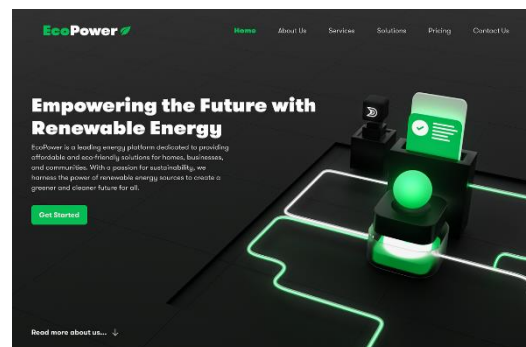 EcoPower
Home About Us Services Solutions Pricing Contact Us
Empowering the Future with
Renewable Energy
EcoPower is a leading energy platform dedicated to providing
affordable and eco-friendly solutions for homes, businesses,
and communities. With a passion for sustainability, we
harness the power of renewable energy sources to create a
greener and cleaner future for all.
Get Started
Read more about us...